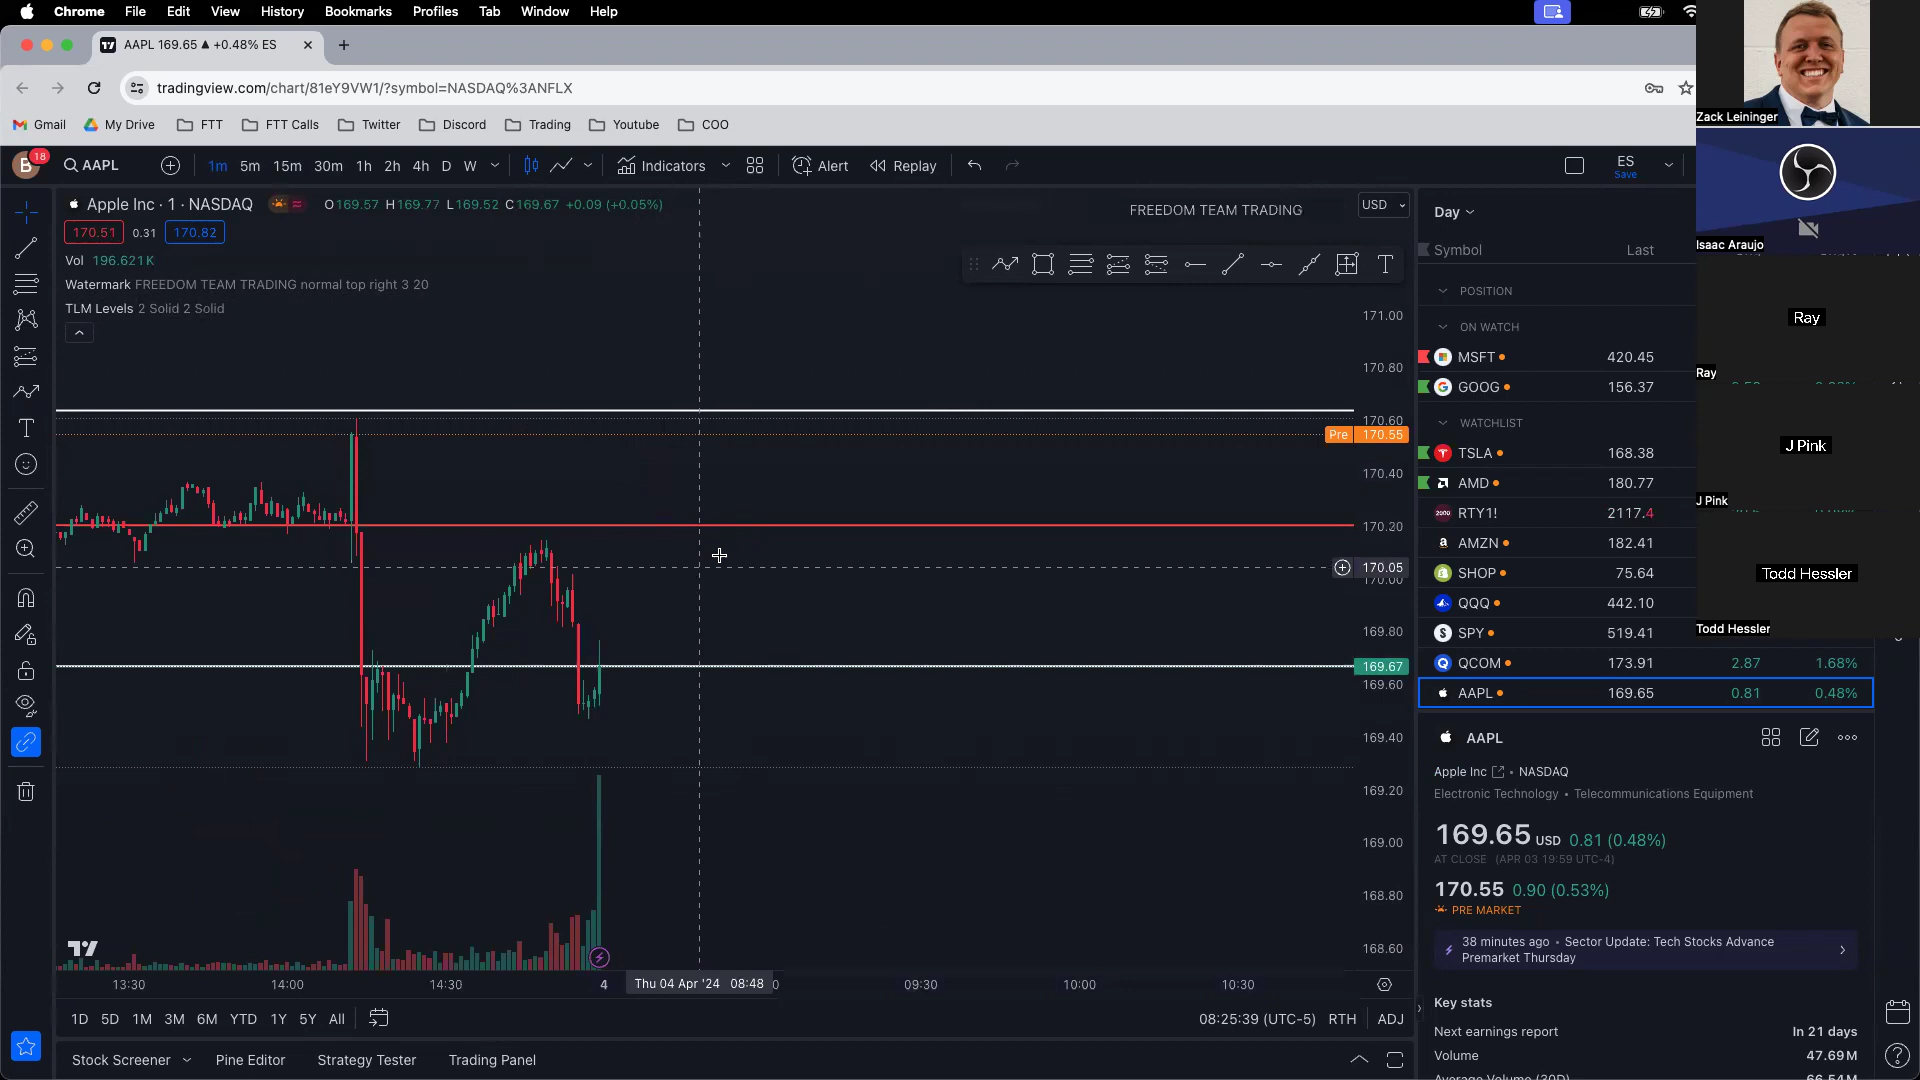 Chrome File Edit View History Bookmarks Profiles Tab Window Help
AAPL 169.65 ▲ +0.48% ES
tradingview.com/chart/81eY9VW1/?symbol=NASDAQ%3ANFLX
Gmail My Drive FTT FTT Calls Twitter Discord Trading Youtube COO
B 18 AAPL 1m 5m 15m 30m 1h 2h 4h D W Indicators Alert Replay ES
Save
Apple Inc · 1 · NASDAQ O169.57 H169.77 L169.52 C169.67 +0.09 (+0.05%)
FREEDOM TEAM TRADING
USD
170.51 0.31 170.82
Vol 196.621K
Watermark FREEDOM TEAM TRADING normal top right 3 20
TLM Levels 2 Solid 2 Solid
171.00
170.80
170.60
Pre 170.55
170.40
170.20
170.05
170.00
169.80
169.67
169.60
169.40
169.20
169.00
168.80
168.60
13:30 14:00 14:30 4 Thu 04 Apr '24 08:48 09:30 10:00 10:30
1D 5D 1M 3M 6M YTD 1Y 5Y All 08:25:39 (UTC-5) RTH ADJ
Stock Screener Pine Editor Strategy Tester Trading Panel
Day
Symbol Last
POSITION
ON WATCH
MSFT 420.45
GOOG 156.37
WATCHLIST
TSLA 168.38
AMD 180.77
RTY1! 2117.4
AMZN 182.41
SHOP 75.64
QQQ 442.10
SPY 519.41
QCOM 173.91 2.87 1.68%
AAPL 169.65 0.81 0.48%
AAPL
Apple Inc • NASDAQ
Electronic Technology • Telecommunications Equipment
169.65 USD 0.81 (0.48%)
AT CLOSE (APR 03 19:59 UTC-4)
170.55 0.90 (0.53%)
PRE MARKET
38 minutes ago • Sector Update: Tech Stocks Advance
Premarket Thursday
Key stats
Next earnings report In 21 days
Volume 47.69M
Average Volume (30D) 66.54M
Zack Leininger
Isaac Araujo
Ray
Ray
J Pink
J Pink
Todd Hessler
Todd Hessler